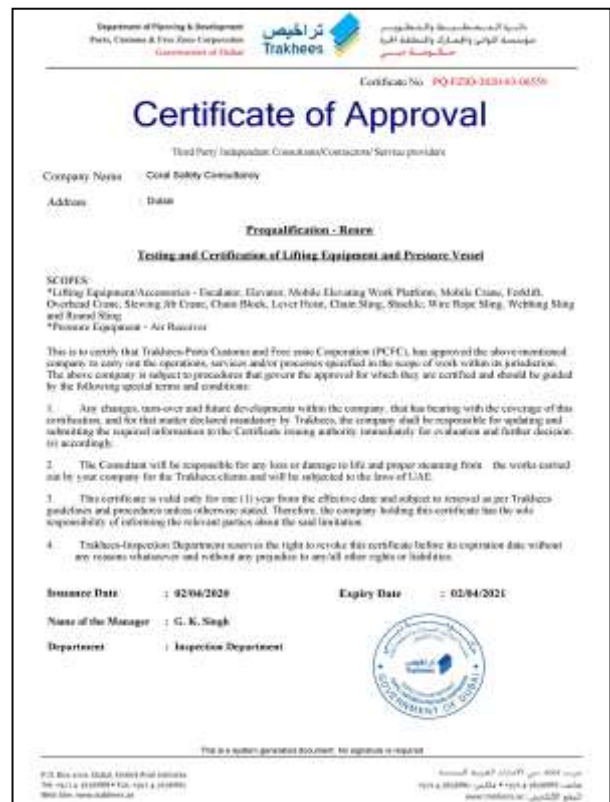 Department of Planning & Development
Ports, Customs & Free Zone Corporation
Government of Dubai
تراخيص
Trakhees
دائرة التخطيط والتطوير
مؤسسة الموانئ والجمارك والمنطقة الحرة
حكومة دبي
Certificate No
Certificate of Approval
Third Party Independent Consultants/Contractors/ Service providers
Company Name : Coral Safety Consultancy
Address : Dubai
Prequalification - Renew
Testing and Certification of Lifting Equipment and Pressure Vessel
SCOPES:
*Lifting Equipment/Accessories - Escalator, Elevator, Mobile Elevating Work Platform, Mobile Crane, Forklift,
Overhead Crane, Slewing Jib Crane, Chain Block, Lever Hoist, Chain Sling, Shackle, Wire Rope Sling, Webbing Sling
and Round Sling
*Pressure Equipment - Air Receiver
This is to certify that Trakhees-Ports Customs and Free zone Corporation (PCFC), has approved the above-mentioned
company to carry out the operations, services and/or processes specified in the scope of work within its jurisdiction.
The above company is subject to procedures that govern the approval for which they are certified and should be guided
by the following special terms and conditions:
1. Any changes, turn-over and future developments within the company, that has bearing with the coverage of this
certification, and for that matter declared mandatory by Trakhees, the company shall be responsible for updating and
submitting the required information to the Certificate issuing authority immediately for evaluation and further decision
accordingly.
2. The Consultant will be responsible for any loss or damage to life and proper steaming from the works carried
out by your company for the Trakhees clients and will be subjected to the laws of UAE.
3. This certificate is valid only for one (1) year from the effective date and subject to renewal as per Trakhees
guidelines and procedures unless otherwise stated. Therefore, the company holding this certificate has the sole
responsibility of informing the relevant parties about the said limitation.
4. Trakhees-Inspection Department reserves the right to revoke this certificate before its expiration date without
any reasons whatsoever and without any prejudice to any/all other rights or liabilities.
Issuance Date : 02/04/2020 Expiry Date : 02/04/2021
Name of the Manager : G. K. Singh
Department : Inspection Department
تراخيص
GOVERNMENT OF DUBAI
This is a system generated document. No signature is required